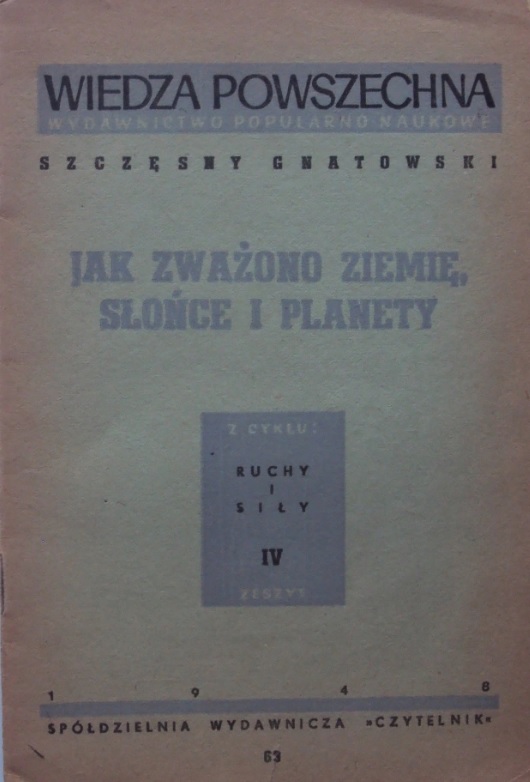 WIEDZA POWSZECHNA
WYDAWNICTWO POPULARNO-NAUKOWE
SZCZĘSNY GNATOWSKI
JAK ZWAŻONO ZIEMIĘ,
SŁOŃCE I PLANETY
Z CYKLU:
RUCHY
I
SIŁY
IV
ZESZYT
1948
SPÓŁDZIELNIA WYDAWNICZA »CZYTELNIK«
63